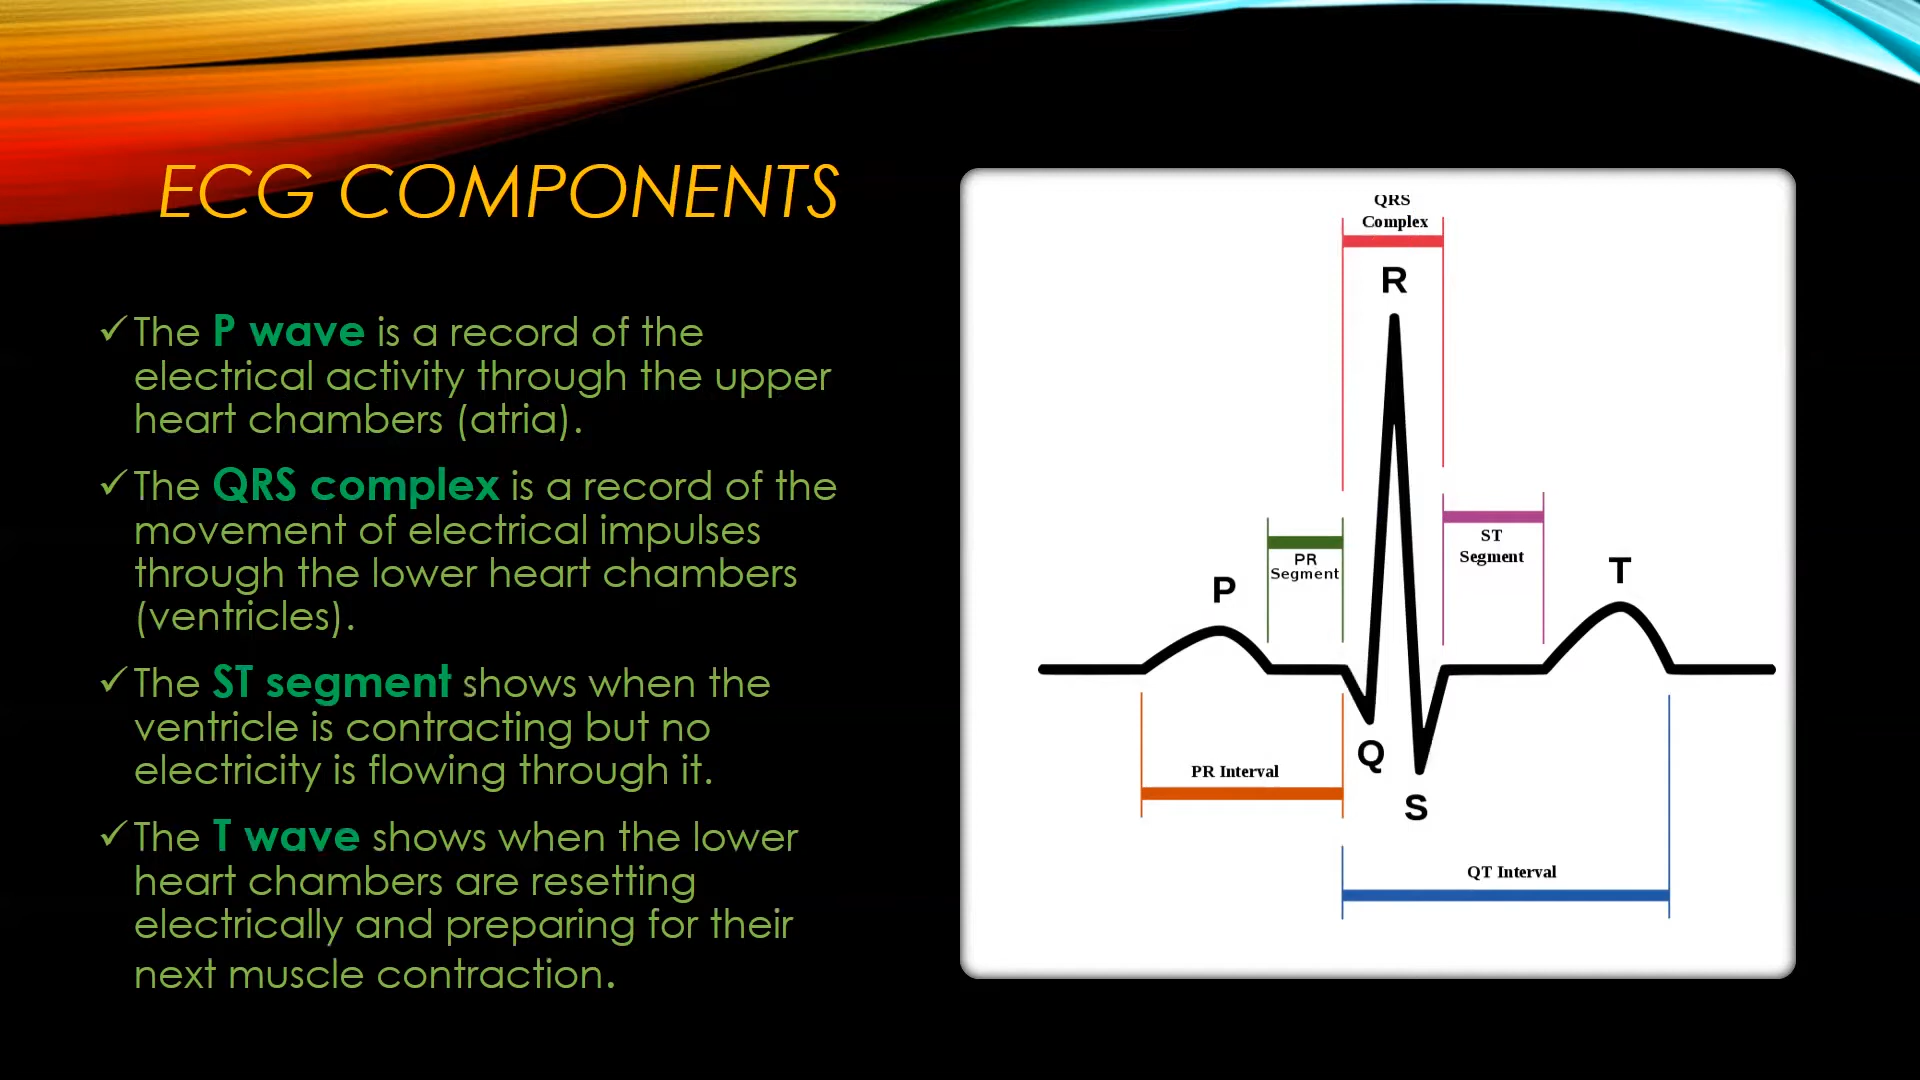 ECG COMPONENTS
✓The P wave is a record of the
electrical activity through the upper
heart chambers (atria).
✓The QRS complex is a record of the
movement of electrical impulses
through the lower heart chambers
(ventricles).
✓The ST segment shows when the
ventricle is contracting but no
electricity is flowing through it.
✓The T wave shows when the lower
heart chambers are resetting
electrically and preparing for their
next muscle contraction.
QRS
Complex
R
ST
Segment
PR
Segment
P
T
Q
PR Interval
S
QT Interval